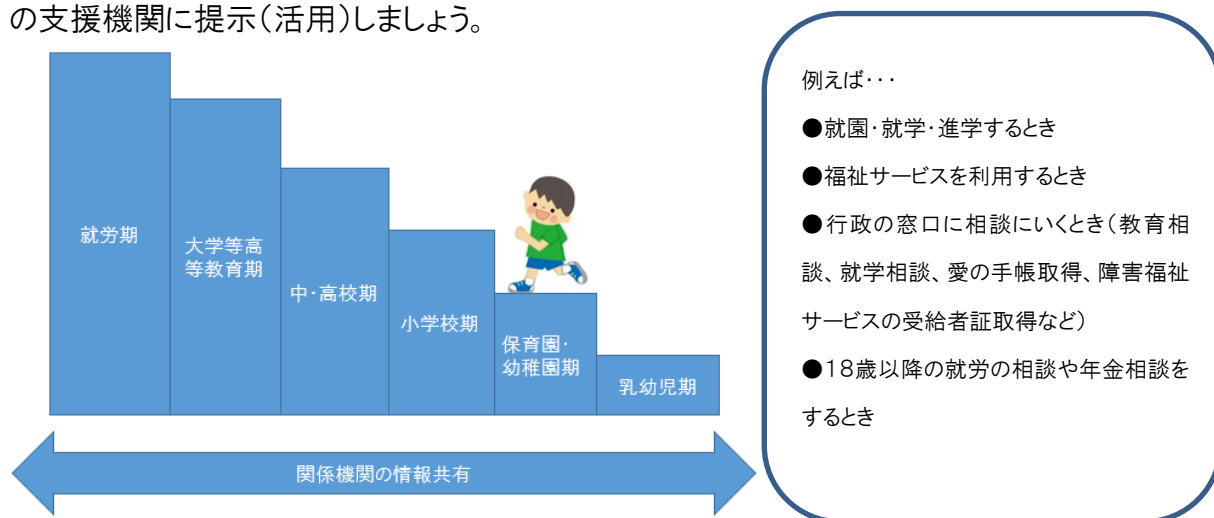 の支援機関に提示（活用）しましょう。
就労期
大学等高
等教育期
中・高校期
小学校期
保育園・
幼稚園期
乳幼児期
関係機関の情報共有
例えば・・・
●就園・就学・進学するとき
●福祉サービスを利用するとき
●行政の窓口に相談にいくとき（教育相
談、就学相談、愛の手帳取得、障害福祉
サービスの受給者証取得など）
●１８歳以降の就労の相談や年金相談を
するとき